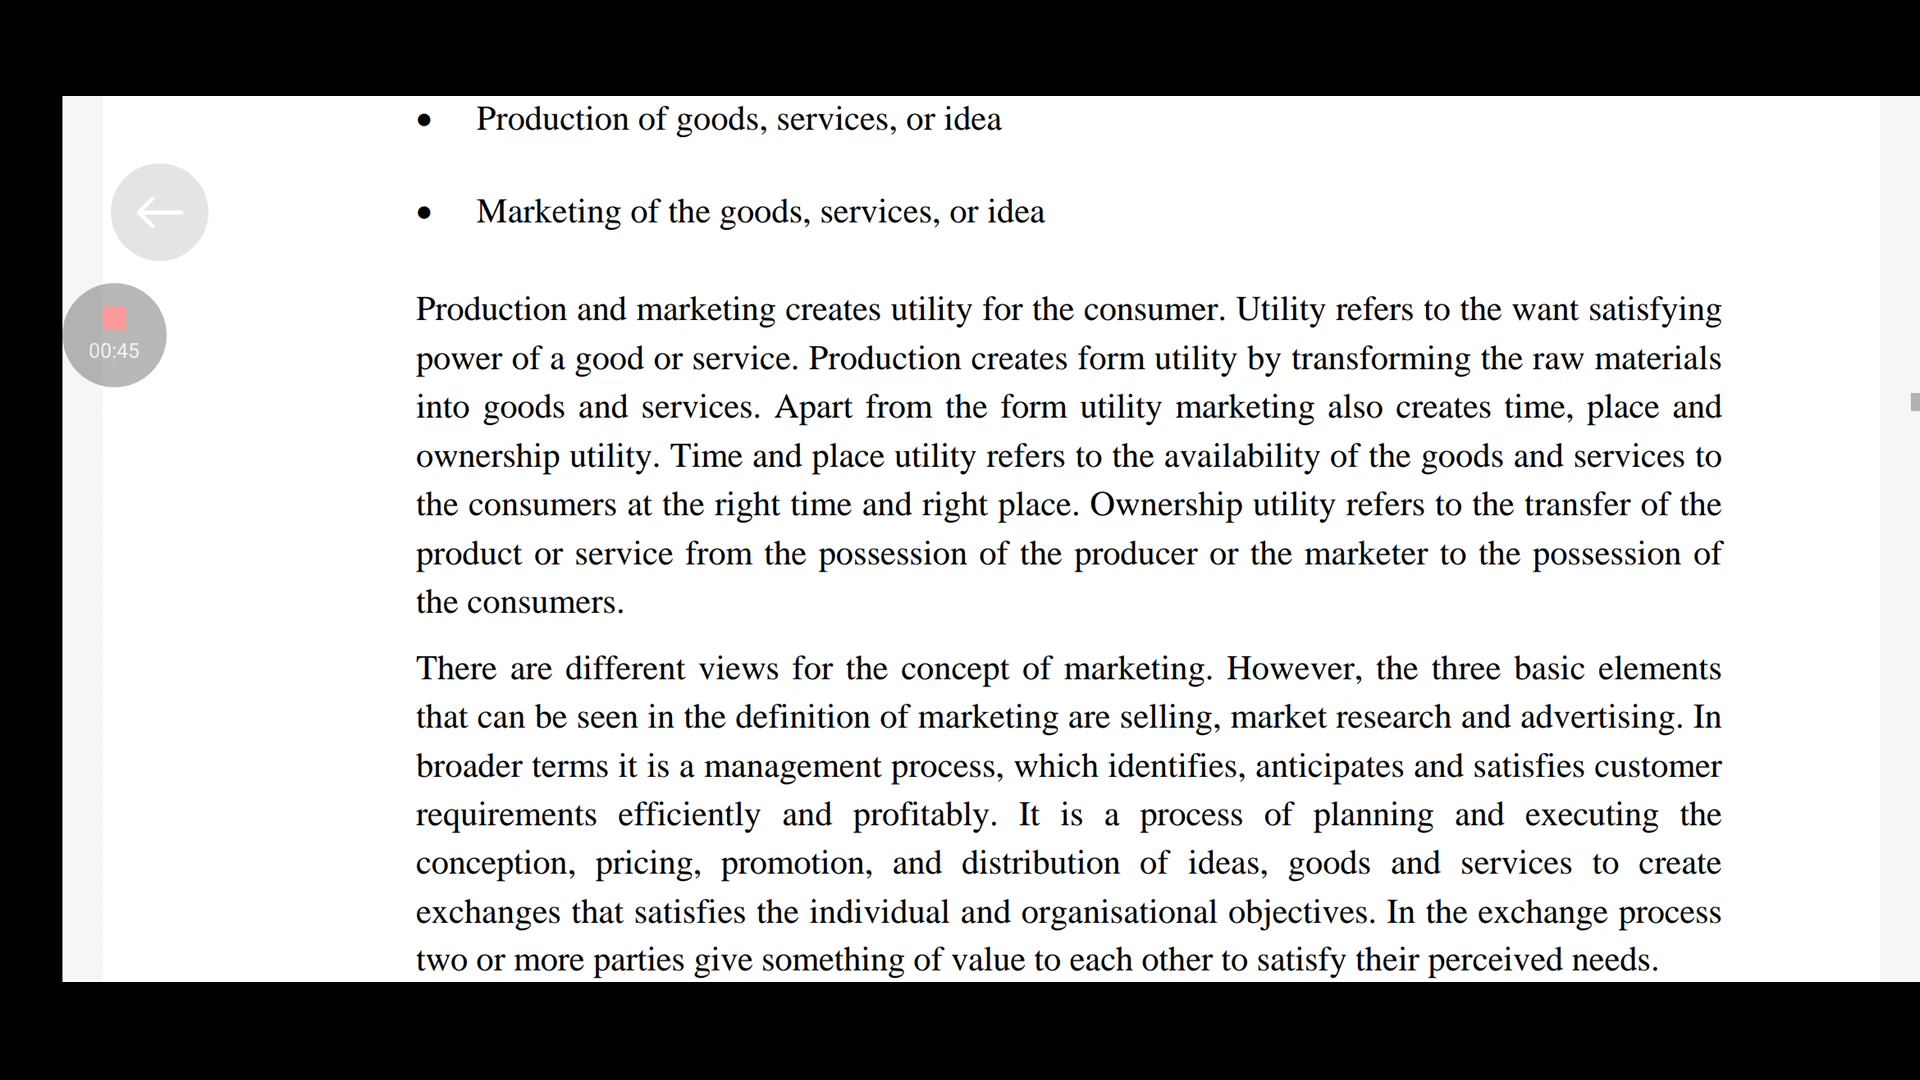 • Production of goods, services, or idea
• Marketing of the goods, services, or idea
00:45
Production and marketing creates utility for the consumer. Utility refers to the want satisfying
power of a good or service. Production creates form utility by transforming the raw materials
into goods and services. Apart from the form utility marketing also creates time, place and
ownership utility. Time and place utility refers to the availability of the goods and services to
the consumers at the right time and right place. Ownership utility refers to the transfer of the
product or service from the possession of the producer or the marketer to the possession of
the consumers.
There are different views for the concept of marketing. However, the three basic elements
that can be seen in the definition of marketing are selling, market research and advertising. In
broader terms it is a management process, which identifies, anticipates and satisfies customer
requirements efficiently and profitably. It is a process of planning and executing the
conception, pricing, promotion, and distribution of ideas, goods and services to create
exchanges that satisfies the individual and organisational objectives. In the exchange process
two or more parties give something of value to each other to satisfy their perceived needs.